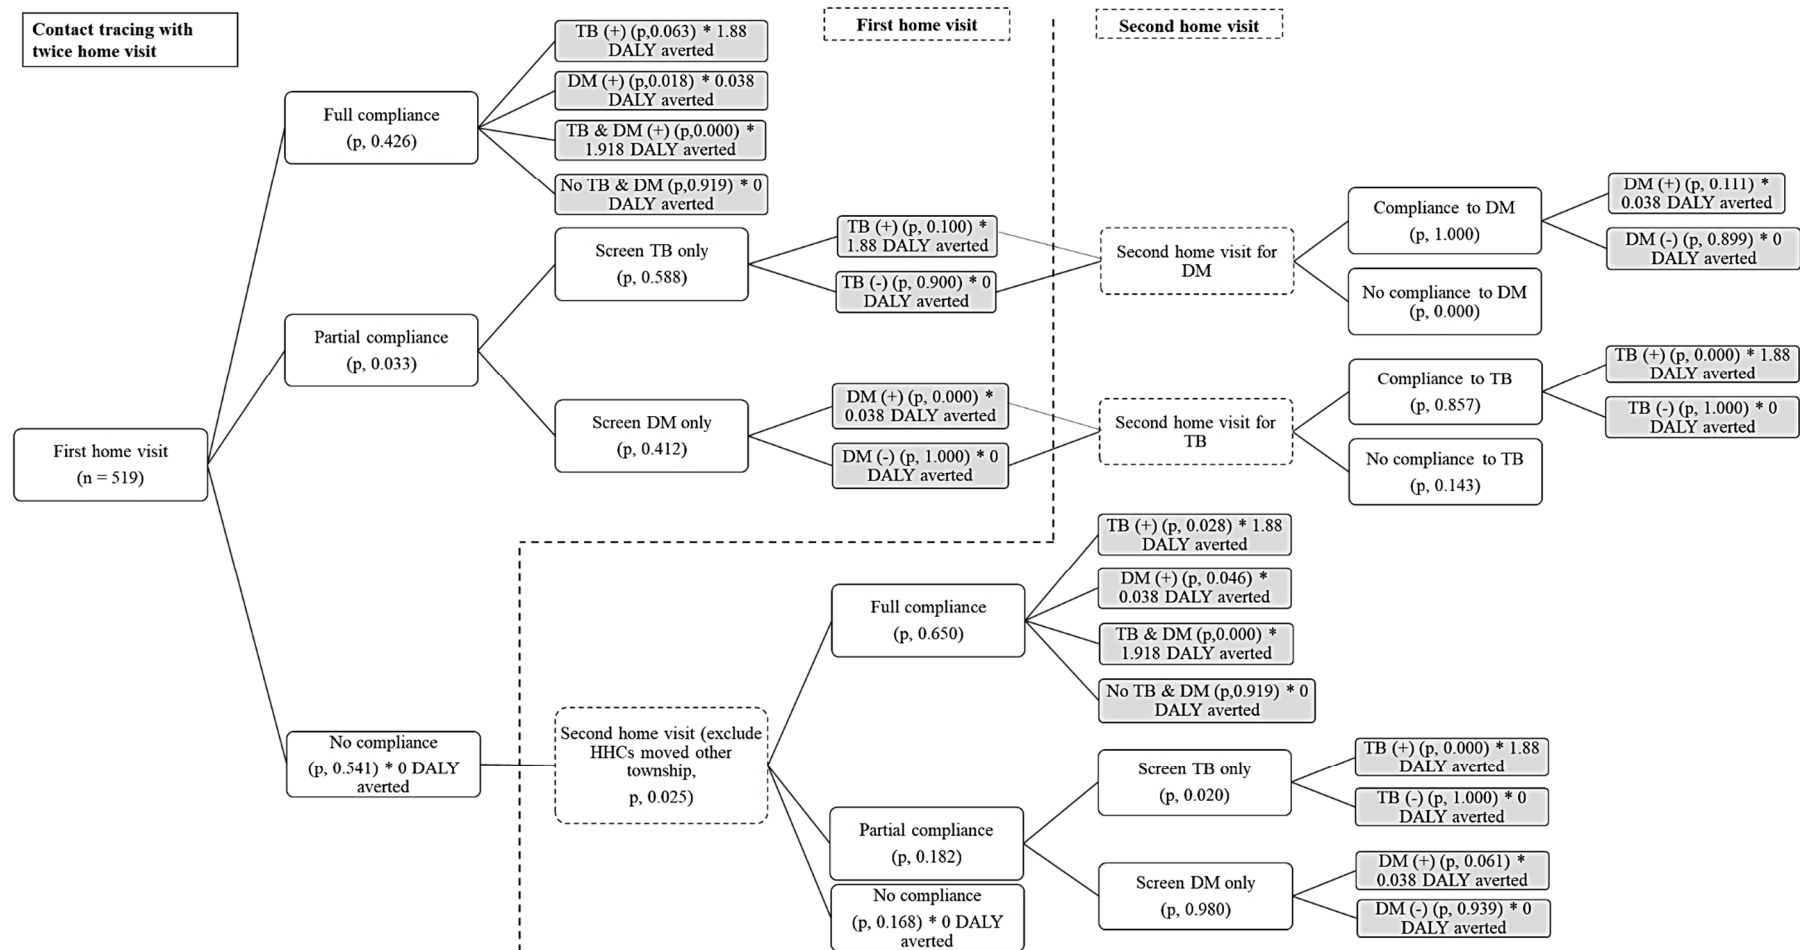 Contact tracing with
twice home visit
First home visit
Second home visit
First home visit
(n = 519)
Full compliance
(p, 0.426)
TB (+) (p,0.063) * 1.88
DALY averted
DM (+) (p,0.018) * 0.038
DALY averted
TB & DM (+) (p,0.000) *
1.918 DALY averted
No TB & DM (p,0.919) * 0
DALY averted
Partial compliance
(p, 0.033)
Screen TB only
(p, 0.588)
TB (+) (p, 0.100) *
1.88 DALY averted
TB (-) (p, 0.900) * 0
DALY averted
Second home visit for
DM
Compliance to DM
(p, 1.000)
DM (+) (p, 0.111) *
0.038 DALY averted
DM (-) (p, 0.899) * 0
DALY averted
No compliance to DM
(p, 0.000)
Screen DM only
(p, 0.412)
DM (+) (p, 0.000) *
0.038 DALY averted
DM (-) (p, 1.000) * 0
DALY averted
Second home visit for
TB
Compliance to TB
(p, 0.857)
TB (+) (p, 0.000) * 1.88
DALY averted
TB (-) (p, 1.000) * 0
DALY averted
No compliance to TB
(p, 0.143)
No compliance
(p, 0.541) * 0 DALY
averted
Second home visit (exclude
HHCs moved other
township,
p, 0.025)
Full compliance
(p, 0.650)
TB (+) (p, 0.028) * 1.88
DALY averted
DM (+) (p, 0.046) *
0.038 DALY averted
TB & DM (p,0.000) *
1.918 DALY averted
No TB & DM (p,0.919) * 0
DALY averted
Partial compliance
(p, 0.182)
Screen TB only
(p, 0.020)
TB (+) (p, 0.000) * 1.88
DALY averted
TB (-) (p, 1.000) * 0
DALY averted
Screen DM only
(p, 0.980)
DM (+) (p, 0.061) *
0.038 DALY averted
DM (-) (p, 0.939) * 0
DALY averted
No compliance
(p, 0.168) * 0 DALY
averted